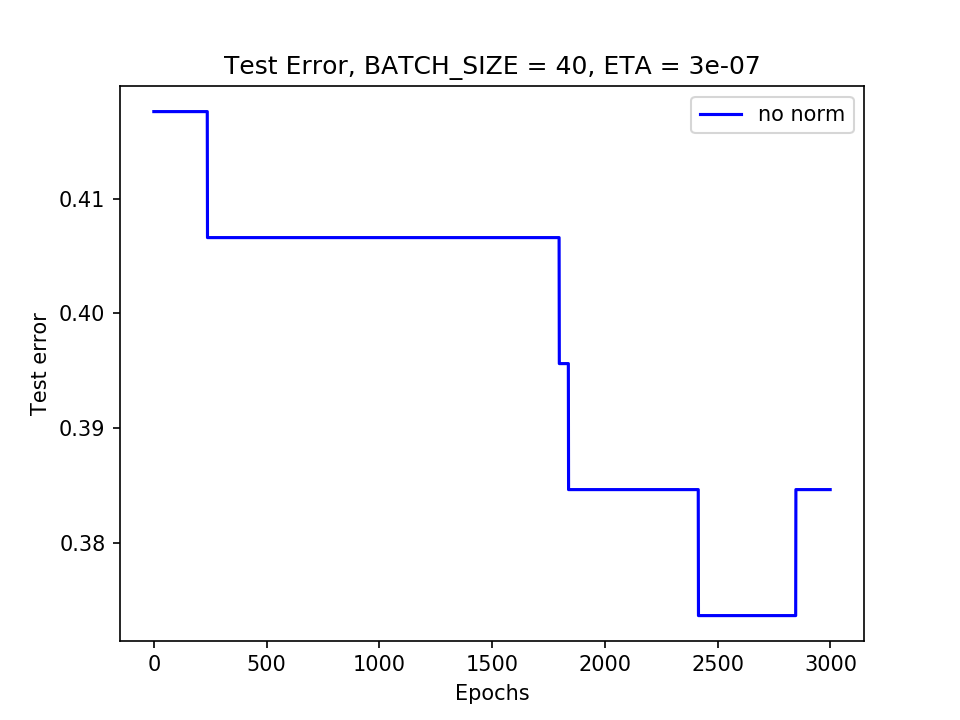 Test Error, BATCH_SIZE = 40, ETA = 3e-07
no norm
0.41
0.40
0.39
0.38
Test error
0 500 1000 1500 2000 2500 3000
Epochs